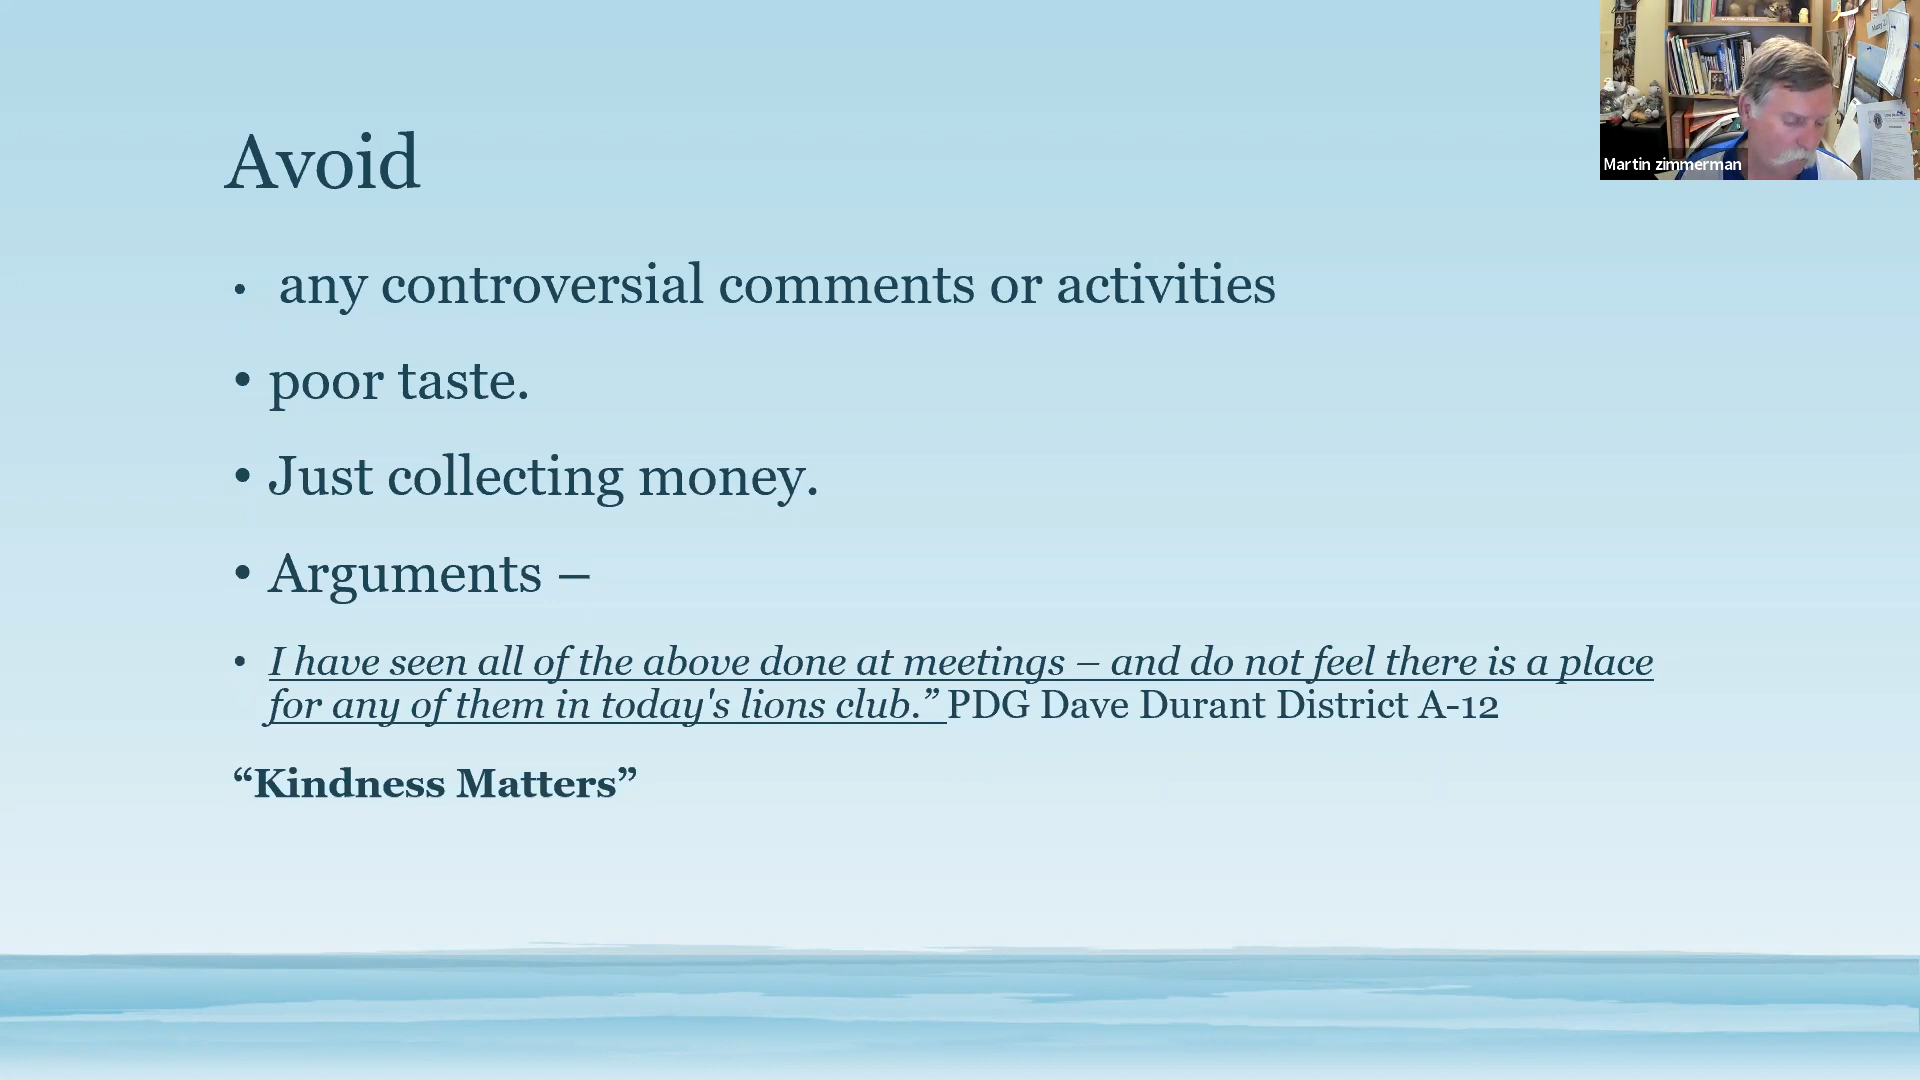 Avoid
• any controversial comments or activities
• poor taste.
• Just collecting money.
• Arguments –
• I have seen all of the above done at meetings – and do not feel there is a place
for any of them in today's lions club.” PDG Dave Durant District A-12
“Kindness Matters”
Martin zimmerman